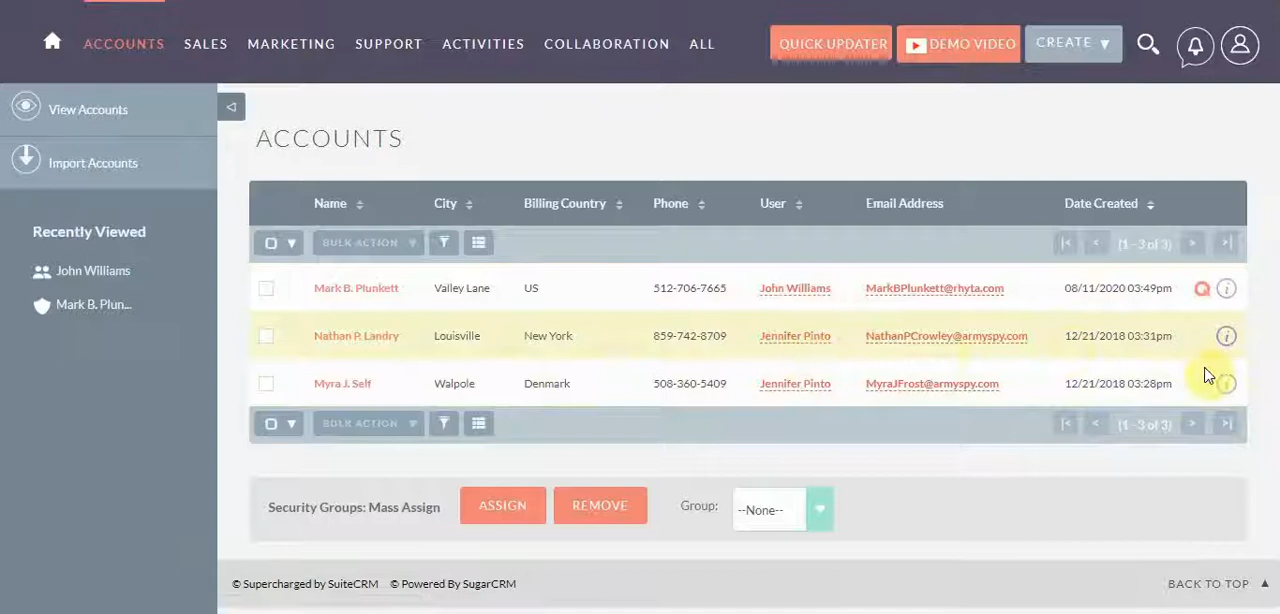 ACCOUNTS SALES MARKETING SUPPORT ACTIVITIES COLLABORATION ALL QUICK UPDATER DEMO VIDEO CREATE
View Accounts
Import Accounts
Recently Viewed
John Williams
Mark B. Plun...
ACCOUNTS
Name City Billing Country Phone User Email Address Date Created
BULK ACTION (1 - 3 of 3)
Mark B. Plunkett Valley Lane US 512-706-7665 John Williams MarkBPlunkett@rhyta.com 08/11/2020 03:49pm
Nathan P. Landry Louisville New York 859-742-8709 Jennifer Pinto NathanPCrowley@armyspy.com 12/21/2018 03:31pm
Myra J. Self Walpole Denmark 508-360-5409 Jennifer Pinto MyraJFrost@armyspy.com 12/21/2018 03:28pm
BULK ACTION (1 - 3 of 3)
Security Groups: Mass Assign ASSIGN REMOVE Group: --None--
© Supercharged by SuiteCRM © Powered By SugarCRM BACK TO TOP